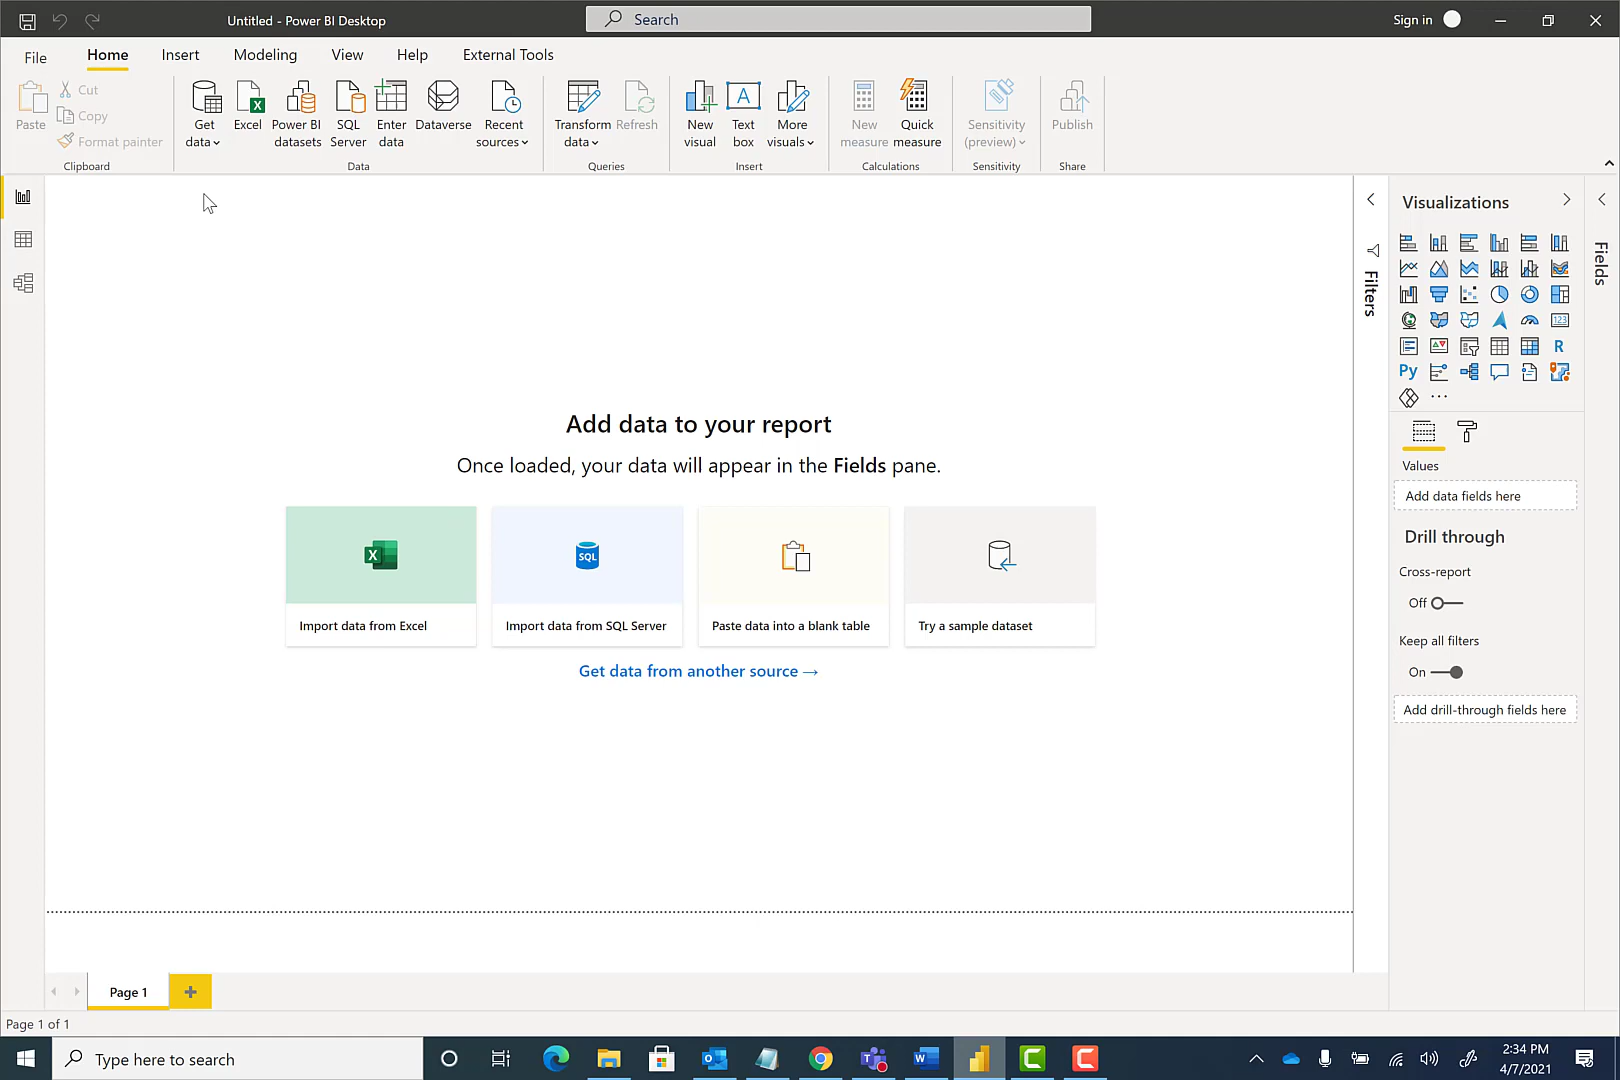 Untitled - Power BI Desktop
Search
Sign in
File
Home
Insert
Modeling
View
Help
External Tools
Paste
Cut
Copy
Format painter
Clipboard
Get data
Excel
Power BI datasets
SQL Server
Enter data
Dataverse
Recent sources
Data
Transform data
Refresh
Queries
New visual
A
Text box
More visuals
Insert
New measure
Quick measure
Calculations
Sensitivity (preview)
Sensitivity
Publish
Share
Add data to your report
Once loaded, your data will appear in the Fields pane.
X
SQL
Import data from Excel
Import data from SQL Server
Paste data into a blank table
Try a sample dataset
Get data from another source →
Filters
Visualizations
123
R
Py
Values
Add data fields here
Drill through
Cross-report
Off
Keep all filters
On
Add drill-through fields here
Fields
Page 1
Page 1 of 1
Type here to search
2:34 PM
4/7/2021